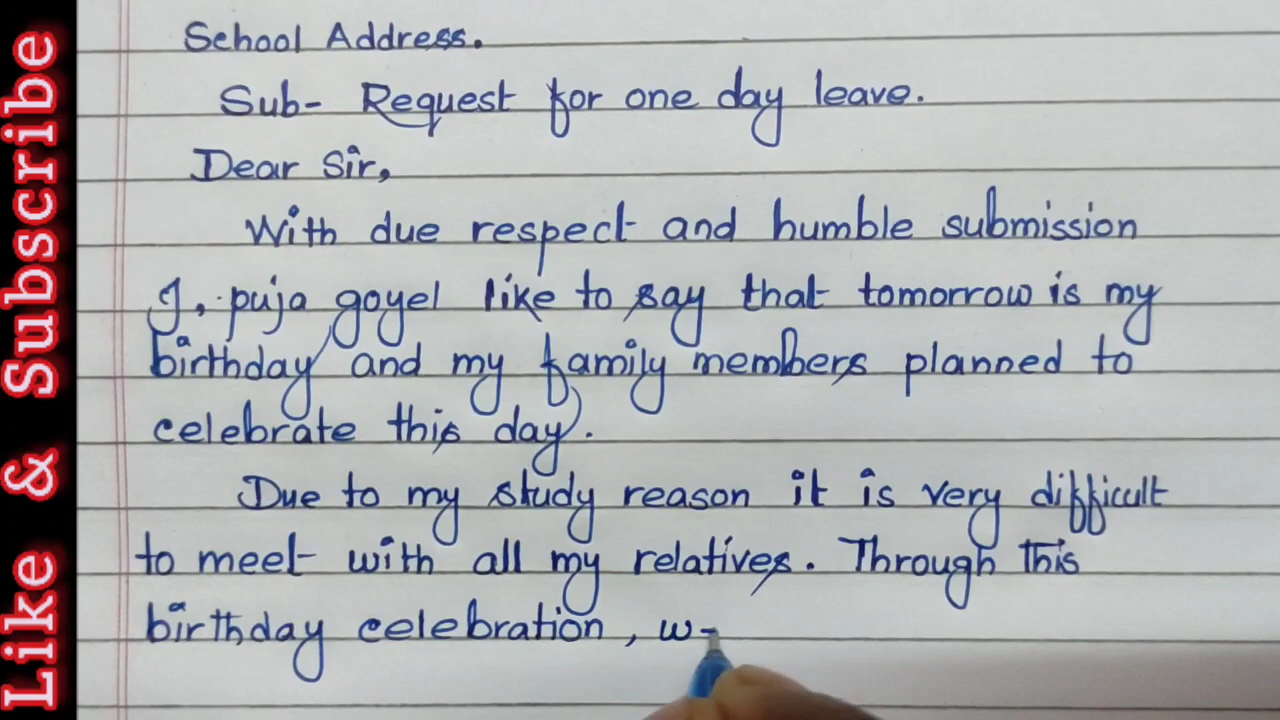 Like & Subscribe
School Address.
Sub- Request for one day leave.
Dear Sir,
With due respect and humble submission
I, puja goyel like to say that tomorrow is my
birthday and my family members planned to
celebrate this day.
Due to my study reason it is very difficult
to meet with all my relatives. Through this
birthday celebration, w